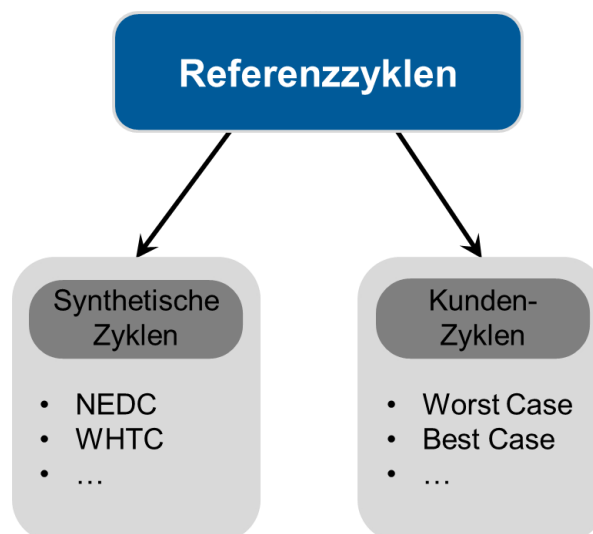 Referenzzyklen
Synthetische
Zyklen
• NEDC
• WHTC
• …
Kunden-
Zyklen
• Worst Case
• Best Case
• …